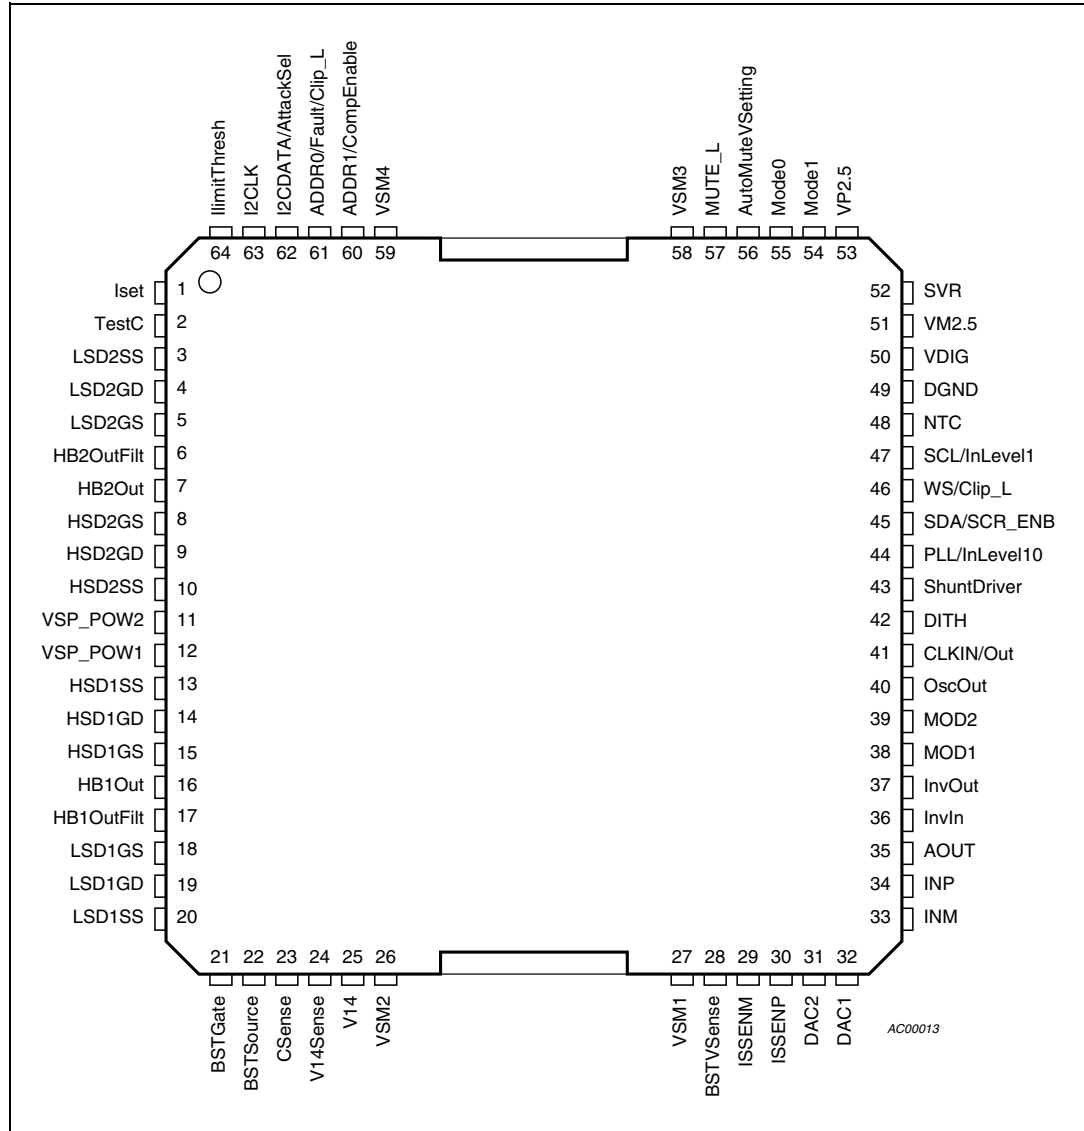 IlimitThresh
I2CLK
I2CDATA/AttackSel
ADDR0/Fault/Clip_L
ADDR1/CompEnable
VSM4
VSM3
MUTE_L
AutoMuteVSetting
Mode0
Mode1
VP2.5
64 63 62 61 60 59 58 57 56 55 54 53
Iset 1 52 SVR
TestC 2 51 VM2.5
LSD2SS 3 50 VDIG
LSD2GD 4 49 DGND
LSD2GS 5 48 NTC
HB2OutFilt 6 47 SCL/InLevel1
HB2Out 7 46 WS/Clip_L
HSD2GS 8 45 SDA/SCR_ENB
HSD2GD 9 44 PLL/InLevel10
HSD2SS 10 43 ShuntDriver
VSP_POW2 11 42 DITH
VSP_POW1 12 41 CLKIN/Out
HSD1SS 13 40 OscOut
HSD1GD 14 39 MOD2
HSD1GS 15 38 MOD1
HB1Out 16 37 InvOut
HB1OutFilt 17 36 InvIn
LSD1GS 18 35 AOUT
LSD1GD 19 34 INP
LSD1SS 20 33 INM
21 22 23 24 25 26 27 28 29 30 31 32
BSTGate
BSTSource
CSense
V14Sense
V14
VSM2
VSM1
BSTVSense
ISSENM
ISSENP
DAC2
DAC1
AC00013